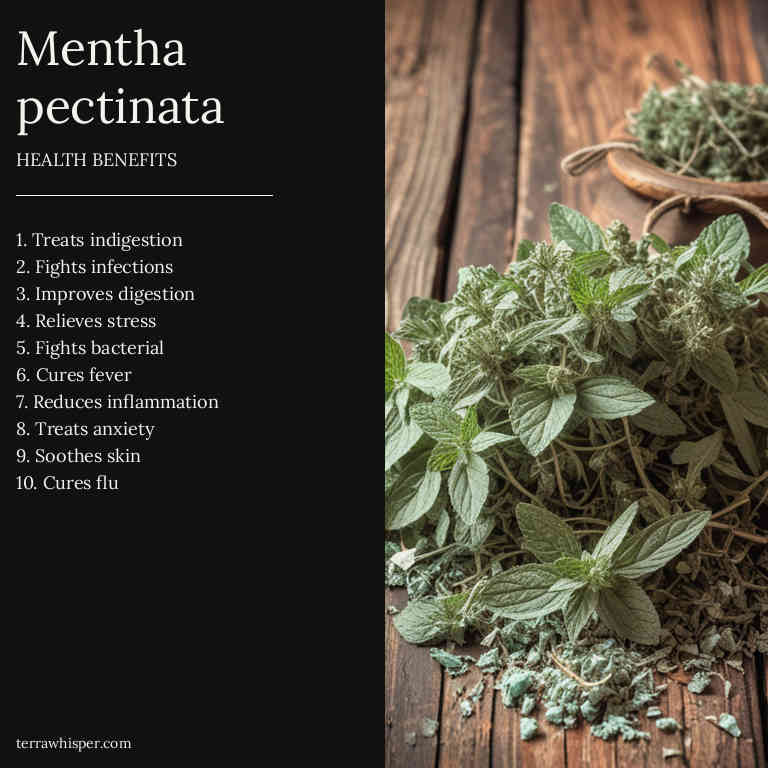 Mentha
pectinata
HEALTH BENEFITS
1. Treats indigestion
2. Fights infections
3. Improves digestion
4. Relieves stress
5. Fights bacterial
6. Cures fever
7. Reduces inflammation
8. Treats anxiety
9. Soothes skin
10. Cures flu
terrawhisper.com